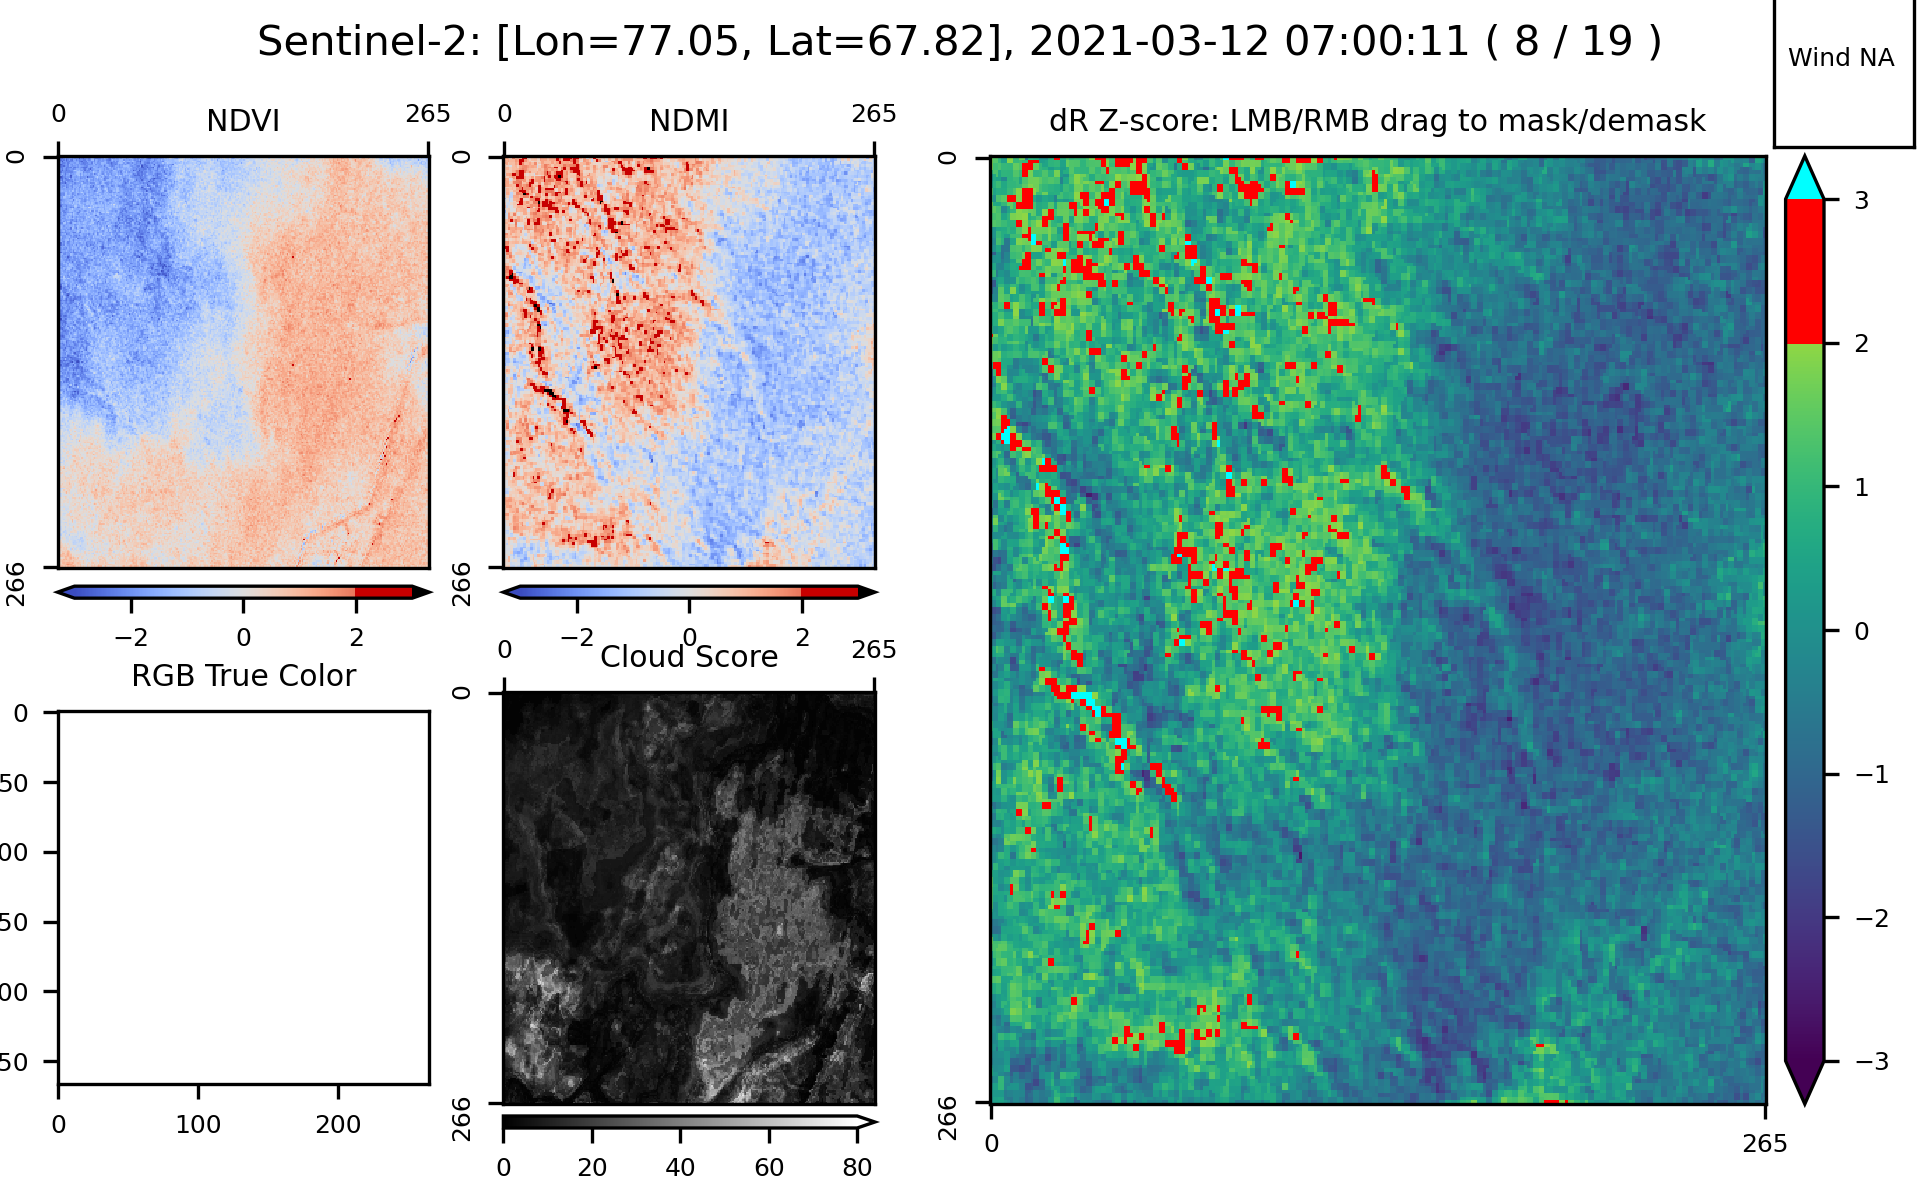 Sentinel-2: [Lon=77.05, Lat=67.82], 2021-03-12 07:00:11 ( 8 / 19 )
Wind NA
NDVI
0 265
0
266
−2 0 2
NDMI
0 265
0
266
−2 0 2
dR Z-score: LMB/RMB drag to mask/demask
0
266
0 265
3
2
1
0
−1
−2
−3
RGB True Color
0
50
00
50
00
50
0 100 200
Cloud Score
0 265
0
266
0 20 40 60 80